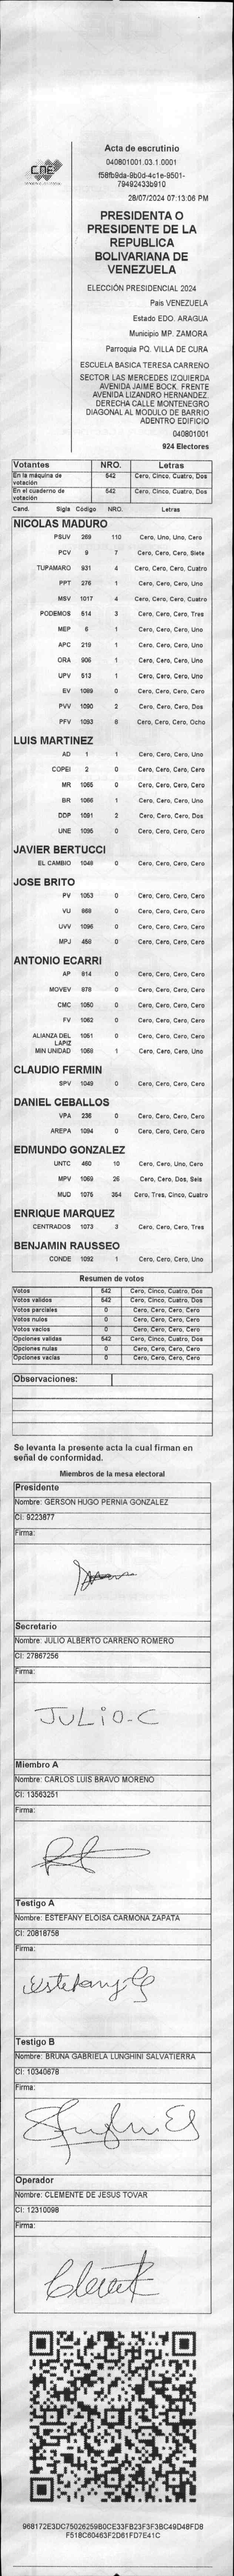 CNE
Acta de escrutinio
040801001.03.1.0001
f58fb9da-9b0d-4c1e-9501-
79492433b910
28/07/2024 07:13:06 PM
PRESIDENTA O
PRESIDENTE DE LA
REPUBLICA
BOLIVARIANA DE
VENEZUELA
ELECCIÓN PRESIDENCIAL 2024
País VENEZUELA
Estado EDO. ARAGUA
Municipio MP. ZAMORA
Parroquia PQ. VILLA DE CURA
ESCUELA BASICA TERESA CARRENO
SECTOR LAS MERCEDES IZQUIERDA
AVENIDA JAIME BOCK. FRENTE
AVENIDA LIZANDRO HERNANDEZ.
DERECHA CALLE MONTENEGRO
DIAGONAL AL MODULO DE BARRIO
ADENTRO EDIFICIO
040801001
924 Electores
Votantes NRO. Letras
En la máquina de votación 542 Cero, Cinco, Cuatro, Dos
En el cuaderno de votación 542 Cero, Cinco, Cuatro, Dos
Cand. Sigla Código NRO. Letras
NICOLAS MADURO
PSUV 269 110 Cero, Uno, Uno, Cero
PCV 9 7 Cero, Cero, Cero, Siete
TUPAMARO 931 4 Cero, Cero, Cero, Cuatro
PPT 276 1 Cero, Cero, Cero, Uno
MSV 1017 4 Cero, Cero, Cero, Cuatro
PODEMOS 514 3 Cero, Cero, Cero, Tres
MEP 6 1 Cero, Cero, Cero, Uno
APC 219 1 Cero, Cero, Cero, Uno
ORA 906 1 Cero, Cero, Cero, Uno
UPV 513 1 Cero, Cero, Cero, Uno
EV 1089 0 Cero, Cero, Cero, Cero
PVV 1090 2 Cero, Cero, Cero, Dos
PFV 1093 8 Cero, Cero, Cero, Ocho
LUIS MARTINEZ
AD 1 1 Cero, Cero, Cero, Uno
COPEI 2 0 Cero, Cero, Cero, Cero
MR 1065 0 Cero, Cero, Cero, Cero
BR 1066 1 Cero, Cero, Cero, Uno
DDP 1091 2 Cero, Cero, Cero, Dos
UNE 1095 0 Cero, Cero, Cero, Cero
JAVIER BERTUCCI
EL CAMBIO 1048 0 Cero, Cero, Cero, Cero
JOSE BRITO
PV 1053 0 Cero, Cero, Cero, Cero
VU 868 0 Cero, Cero, Cero, Cero
UVV 1096 0 Cero, Cero, Cero, Cero
MPJ 458 0 Cero, Cero, Cero, Cero
ANTONIO ECARRI
AP 814 0 Cero, Cero, Cero, Cero
MOVEV 878 0 Cero, Cero, Cero, Cero
CMC 1050 0 Cero, Cero, Cero, Cero
FV 1062 0 Cero, Cero, Cero, Cero
ALIANZA DEL LAPIZ 1051 0 Cero, Cero, Cero, Cero
MIN UNIDAD 1068 1 Cero, Cero, Cero, Uno
CLAUDIO FERMIN
SPV 1049 0 Cero, Cero, Cero, Cero
DANIEL CEBALLOS
VPA 236 0 Cero, Cero, Cero, Cero
AREPA 1094 0 Cero, Cero, Cero, Cero
EDMUNDO GONZALEZ
UNTC 460 10 Cero, Cero, Uno, Cero
MPV 1069 26 Cero, Cero, Dos, Seis
MUD 1075 354 Cero, Tres, Cinco, Cuatro
ENRIQUE MARQUEZ
CENTRADOS 1073 3 Cero, Cero, Cero, Tres
BENJAMIN RAUSSEO
CONDE 1092 1 Cero, Cero, Cero, Uno
Resumen de votos
Votos 542 Cero, Cinco, Cuatro, Dos
Votos validos 542 Cero, Cinco, Cuatro, Dos
Votos parciales 0 Cero, Cero, Cero, Cero
Votos nulos 0 Cero, Cero, Cero, Cero
Votos vacios 0 Cero, Cero, Cero, Cero
Opciones validas 542 Cero, Cinco, Cuatro, Dos
Opciones nulas 0 Cero, Cero, Cero, Cero
Opciones vacias 0 Cero, Cero, Cero, Cero
Observaciones:
Se levanta la presente acta la cual firman en
señal de conformidad.
Miembros de la mesa electoral
Presidente
Nombre: GERSON HUGO PERNIA GONZALEZ
CI: 9223877
Firma:
Secretario
Nombre: JULIO ALBERTO CARRENO ROMERO
CI: 27867256
Firma:
JULIO-C
Miembro A
Nombre: CARLOS LUIS BRAVO MORENO
CI: 13563251
Firma:
Testigo A
Nombre: ESTEFANY ELOISA CARMONA ZAPATA
CI: 20818758
Firma:
Testigo B
Nombre: BRUNA GABRIELA LUNGHINI SALVATIERRA
CI: 10340678
Firma:
Operador
Nombre: CLEMENTE DE JESUS TOVAR
CI: 12310098
Firma:
968172E3DC75026259B0CE33FB23F3F3BC49D48FD8
F518C60463F2D61FD7E41C